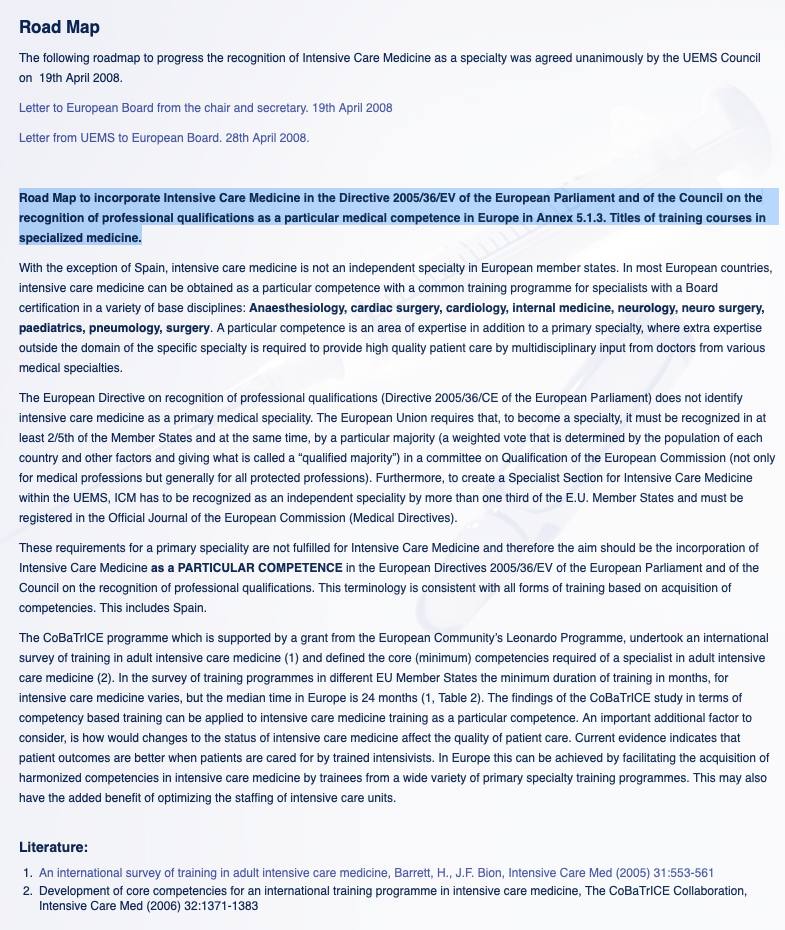 Road Map
The following roadmap to progress the recognition of Intensive Care Medicine as a specialty was agreed unanimously by the UEMS Council
on  19th April 2008.
Letter to European Board from the chair and secretary. 19th April 2008
Letter from UEMS to European Board. 28th April 2008.
Road Map to incorporate Intensive Care Medicine in the Directive 2005/36/EV of the European Parliament and of the Council on the
recognition of professional qualifications as a particular medical competence in Europe in Annex 5.1.3. Titles of training courses in
specialized medicine.
With the exception of Spain, intensive care medicine is not an independent specialty in European member states. In most European countries,
intensive care medicine can be obtained as a particular competence with a common training programme for specialists with a Board
certification in a variety of base disciplines: Anaesthesiology, cardiac surgery, cardiology, internal medicine, neurology, neuro surgery,
paediatrics, pneumology, surgery. A particular competence is an area of expertise in addition to a primary specialty, where extra expertise
outside the domain of the specific specialty is required to provide high quality patient care by multidisciplinary input from doctors from various
medical specialties.
The European Directive on recognition of professional qualifications (Directive 2005/36/CE of the European Parliament) does not identify
intensive care medicine as a primary medical speciality. The European Union requires that, to become a specialty, it must be recognized in at
least 2/5th of the Member States and at the same time, by a particular majority (a weighted vote that is determined by the population of each
country and other factors and giving what is called a “qualified majority”) in a committee on Qualification of the European Commission (not only
for medical professions but generally for all protected professions). Furthermore, to create a Specialist Section for Intensive Care Medicine
within the UEMS, ICM has to be recognized as an independent speciality by more than one third of the E.U. Member States and must be
registered in the Official Journal of the European Commission (Medical Directives).
These requirements for a primary speciality are not fulfilled for Intensive Care Medicine and therefore the aim should be the incorporation of
Intensive Care Medicine as a PARTICULAR COMPETENCE in the European Directives 2005/36/EV of the European Parliament and of the
Council on the recognition of professional qualifications. This terminology is consistent with all forms of training based on acquisition of
competencies. This includes Spain.
The CoBaTrICE programme which is supported by a grant from the European Community’s Leonardo Programme, undertook an international
survey of training in adult intensive care medicine (1) and defined the core (minimum) competencies required of a specialist in adult intensive
care medicine (2). In the survey of training programmes in different EU Member States the minimum duration of training in months, for
intensive care medicine varies, but the median time in Europe is 24 months (1, Table 2). The findings of the CoBaTrICE study in terms of
competency based training can be applied to intensive care medicine training as a particular competence. An important additional factor to
consider, is how would changes to the status of intensive care medicine affect the quality of patient care. Current evidence indicates that
patient outcomes are better when patients are cared for by trained intensivists. In Europe this can be achieved by facilitating the acquisition of
harmonized competencies in intensive care medicine by trainees from a wide variety of primary specialty training programmes. This may also
have the added benefit of optimizing the staffing of intensive care units.
Literature:
1. An international survey of training in adult intensive care medicine, Barrett, H., J.F. Bion, Intensive Care Med (2005) 31:553-561
2. Development of core competencies for an international training programme in intensive care medicine, The CoBaTrICE Collaboration,
Intensive Care Med (2006) 32:1371-1383